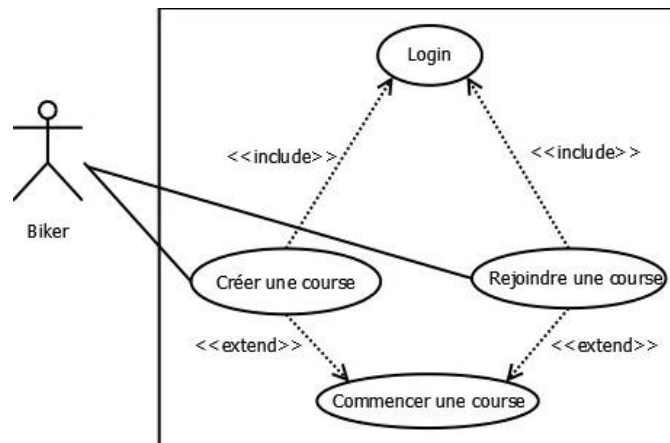 Login
<<include>>
<<include>>
Biker
Créer une course
Rejoindre une course
<<extend>>
<<extend>>
Commencer une course